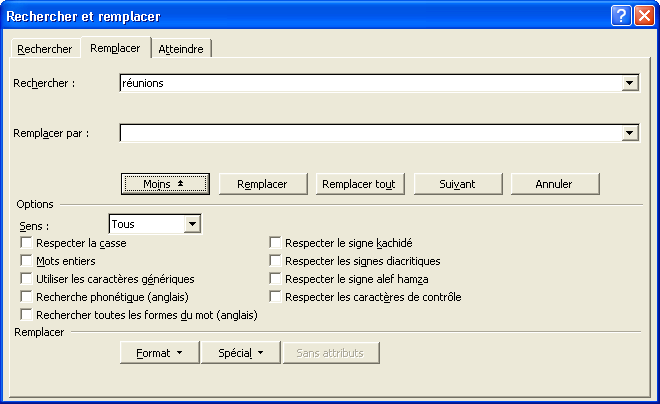 Rechercher et remplacer
Rechercher Remplacer Atteindre
Rechercher : réunions
Remplacer par :
Moins Remplacer Remplacer tout Suivant Annuler
Options
Sens : Tous
Respecter la casse Respecter le signe kachidé
Mots entiers Respecter les signes diacritiques
Utiliser les caractères génériques Respecter le signe alef hamza
Recherche phonétique (anglais) Respecter les caractères de contrôle
Rechercher toutes les formes du mot (anglais)
Remplacer
Format Spécial Sans attributs